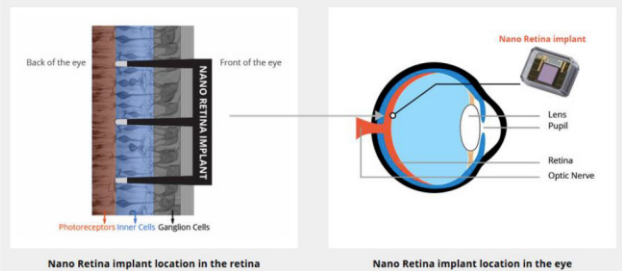 Back of the eye
Front of the eye
NANO RETINA IMPLANT
Photoreceptors Inner Cells Ganglion Cells
Nano Retina implant location in the retina
Nano Retina implant
Lens
Pupil
Retina
Optic Nerve
Nano Retina implant location in the eye